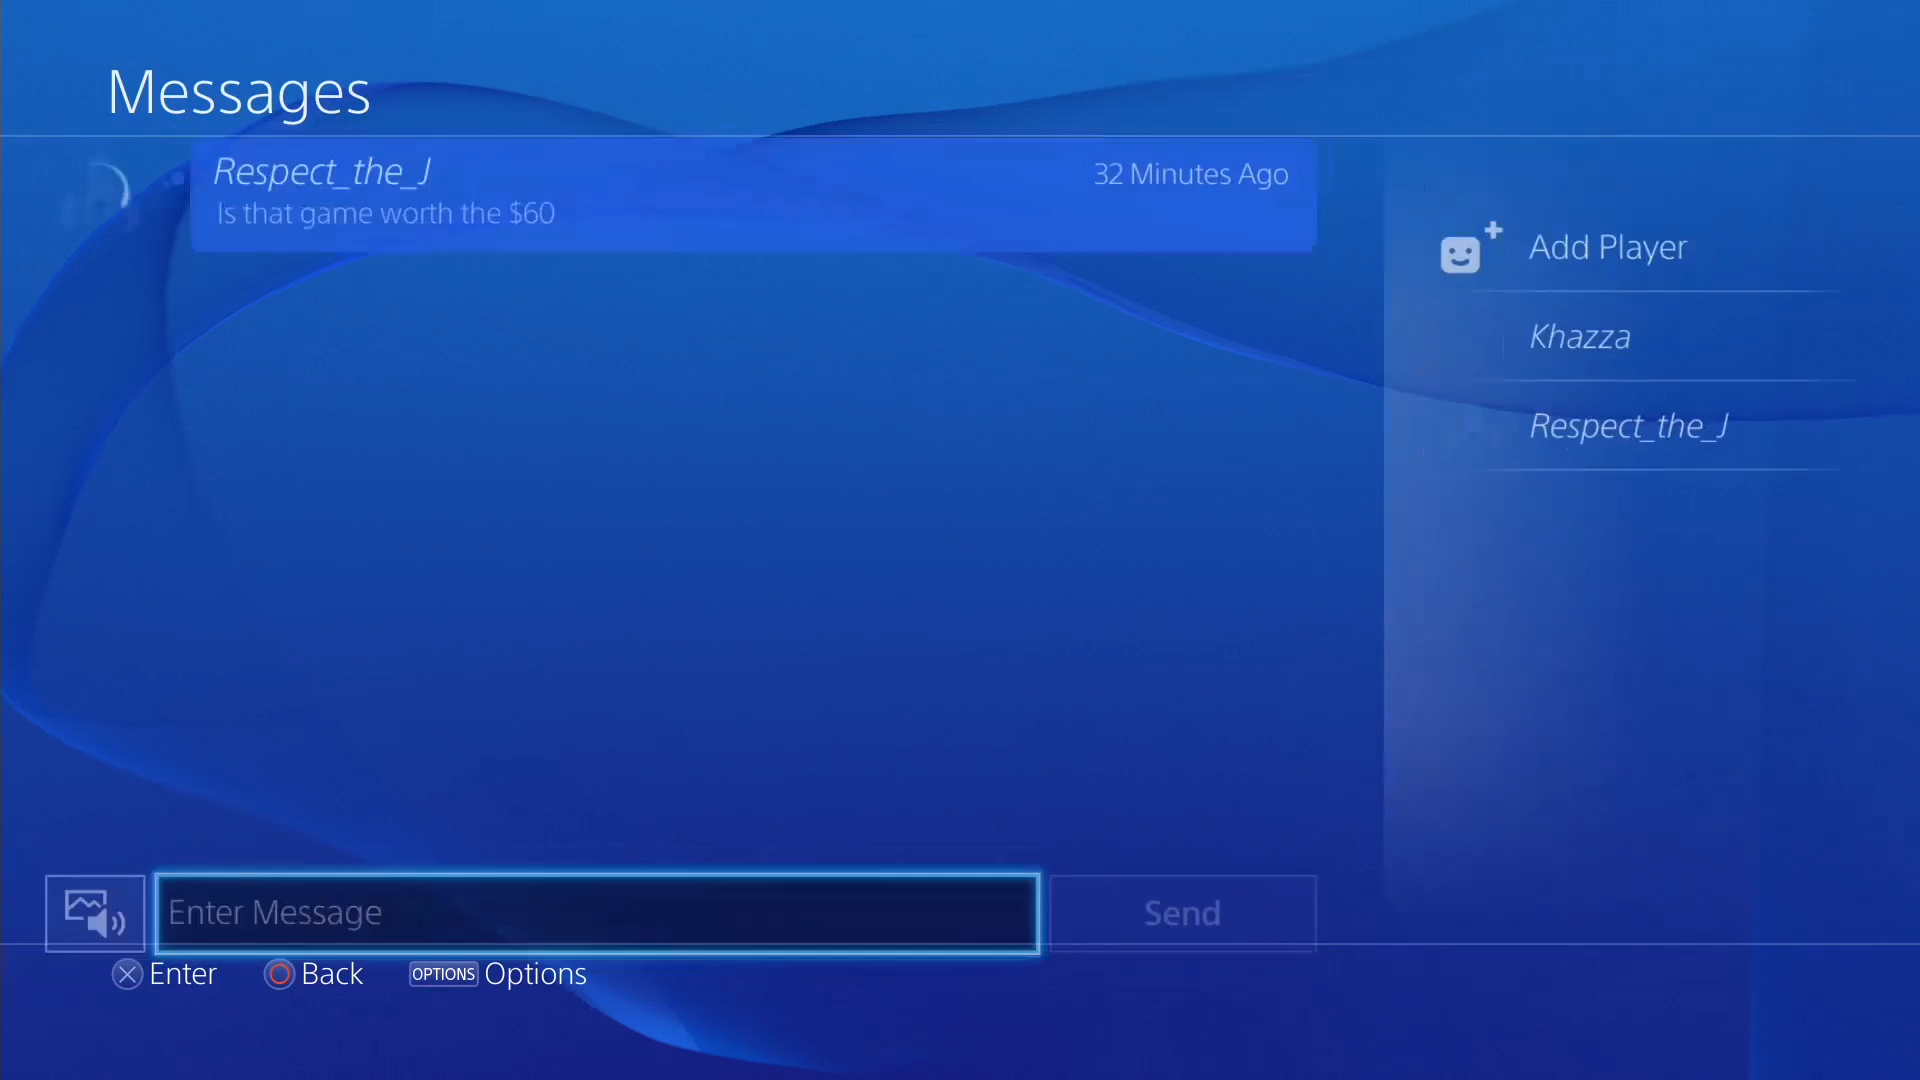 Messages
Respect_the_J
32 Minutes Ago
Is that game worth the $60
Add Player
Khazza
Respect_the_J
Enter Message
Send
Enter
Back
OPTIONS Options